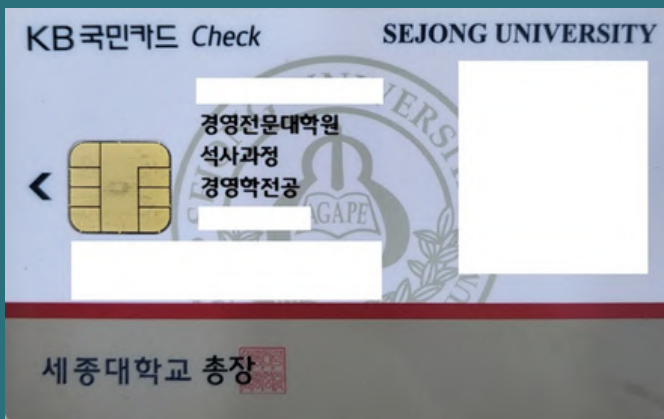 KB국민카드 Check
SEJONG UNIVERSITY
경영전문대학원
석사과정
경영학전공
AGAPE
세종대학교 총장